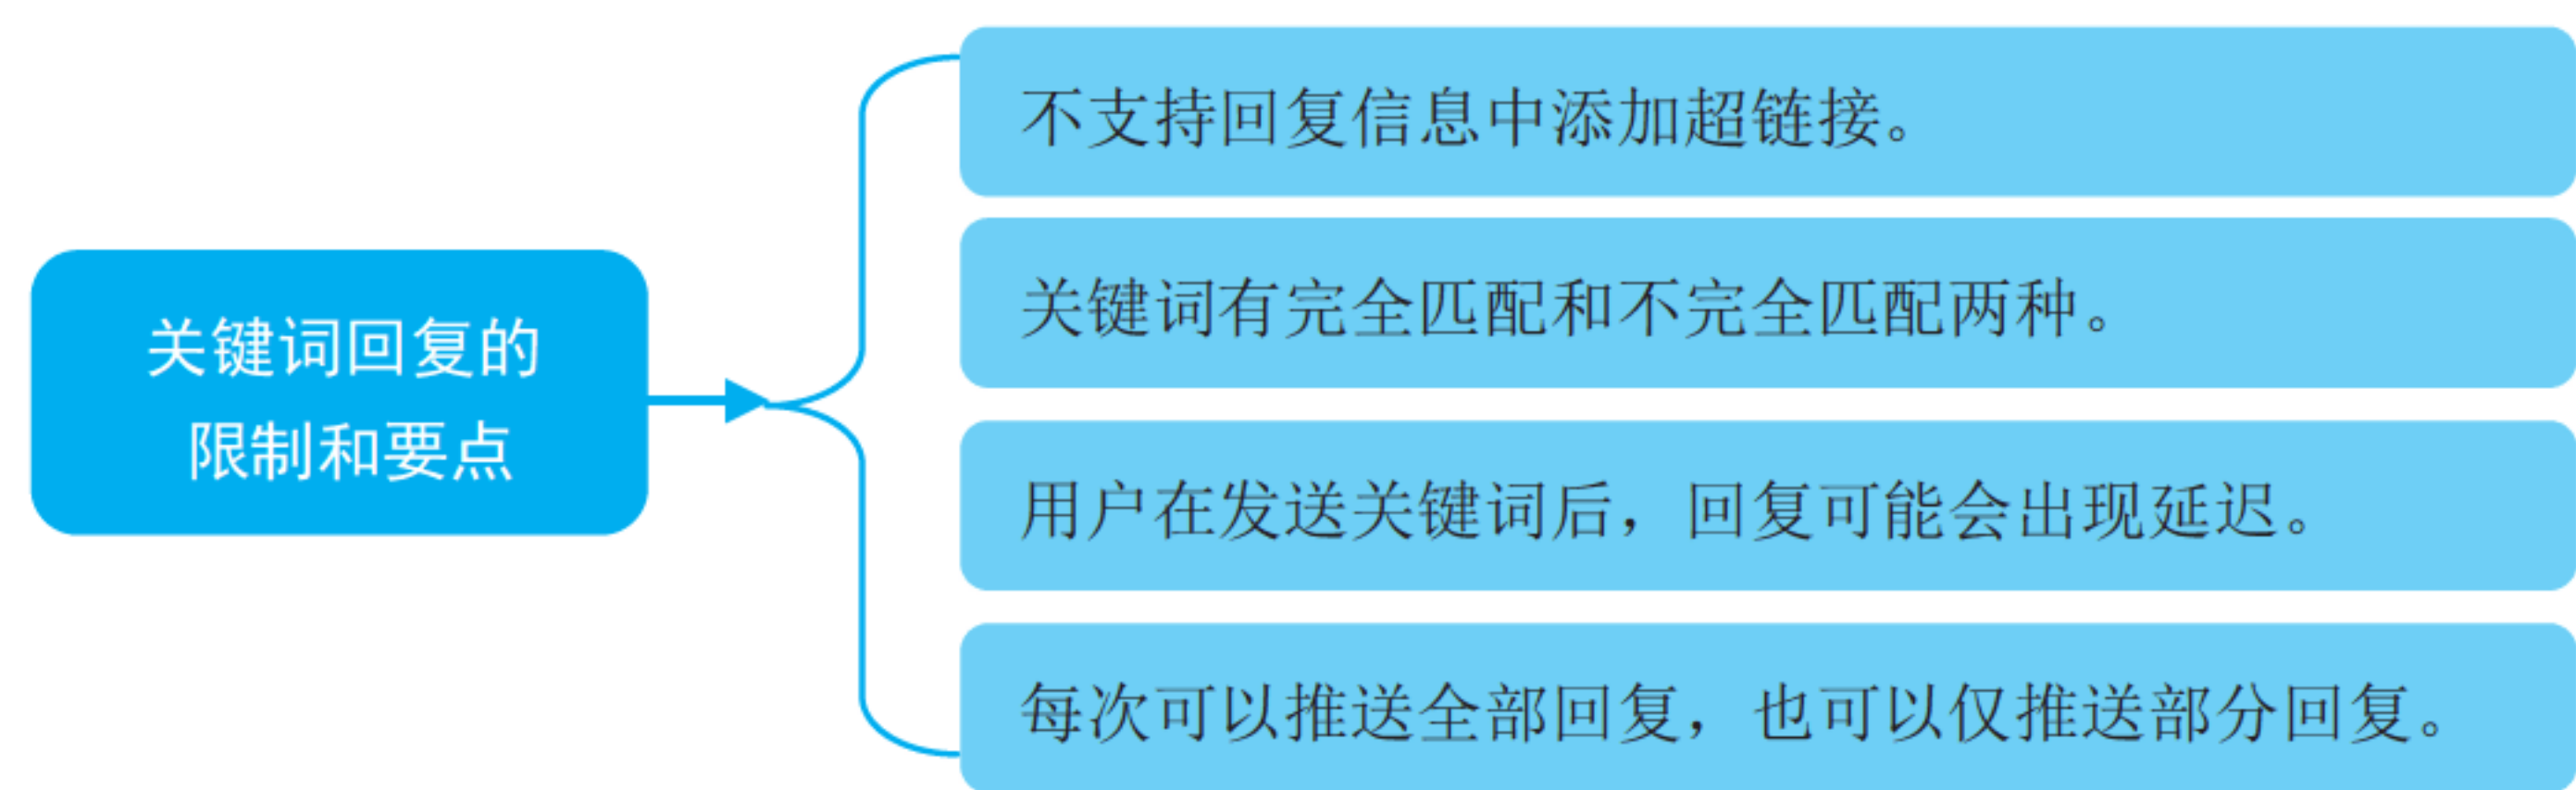 关键词回复的
限制和要点
不支持回复信息中添加超链接。
关键词有完全匹配和不完全匹配两种。
用户在发送关键词后，回复可能会出现延迟。
每次可以推送全部回复，也可以仅推送部分回复。